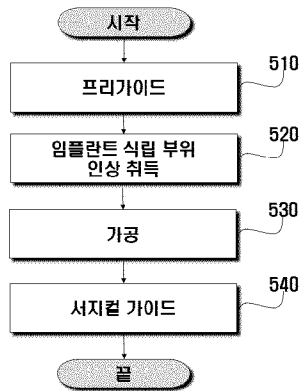 시작
510
프리가이드
520
임플란트 식립 부위
인상 취득
530
가공
540
서지컬 가이드
끝